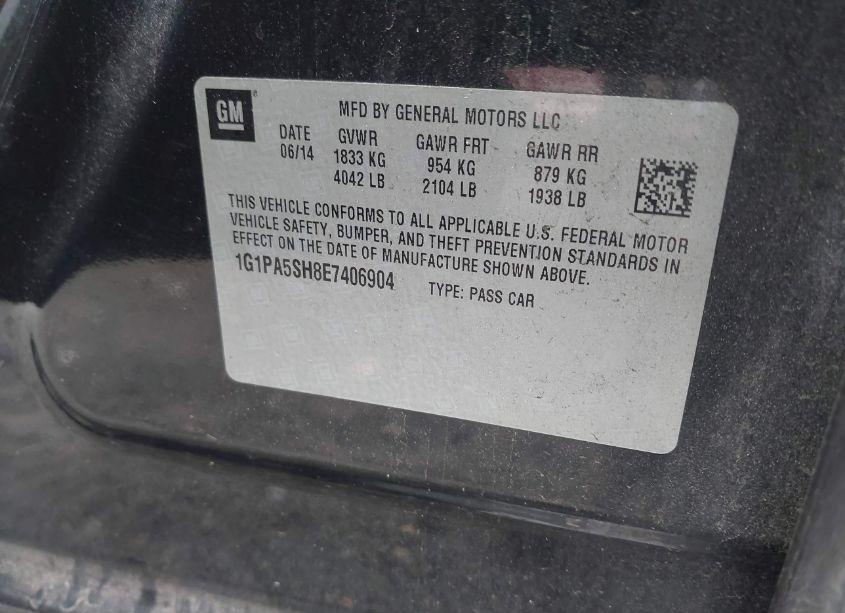 GM
MFD BY GENERAL MOTORS LLC
DATE GVWR GAWR FRT GAWR RR
06/14 1833 KG 954 KG 879 KG
4042 LB 2104 LB 1938 LB
THIS VEHICLE CONFORMS TO ALL APPLICABLE U.S. FEDERAL MOTOR
VEHICLE SAFETY, BUMPER, AND THEFT PREVENTION STANDARDS IN
EFFECT ON THE DATE OF MANUFACTURE SHOWN ABOVE.
1G1PA5SH8E7406904 TYPE: PASS CAR